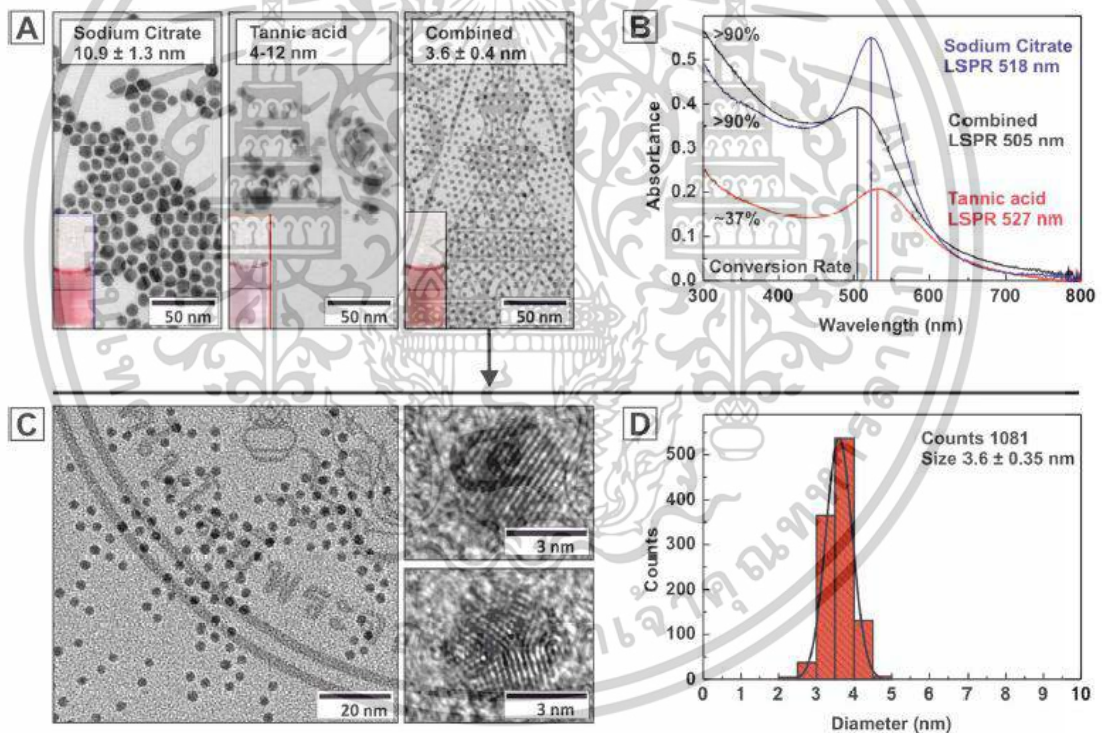 A
Sodium Citrate
10.9 ± 1.3 nm
50 nm
Tannic acid
4-12 nm
50 nm
Combined
3.6 ± 0.4 nm
50 nm
B
Absorbance
0.5
0.4
0.3
0.2
0.1
0.0
>90%
>90%
~37%
Conversion Rate
Sodium Citrate
LSPR 518 nm
Combined
LSPR 505 nm
Tannic acid
LSPR 527 nm
300 400 500 600 700 800
Wavelength (nm)
C
20 nm
3 nm
3 nm
D
Counts
500
400
300
200
100
0
Counts 1081
Size 3.6 ± 0.35 nm
0 1 2 3 4 5 6 7 8 9 10
Diameter (nm)